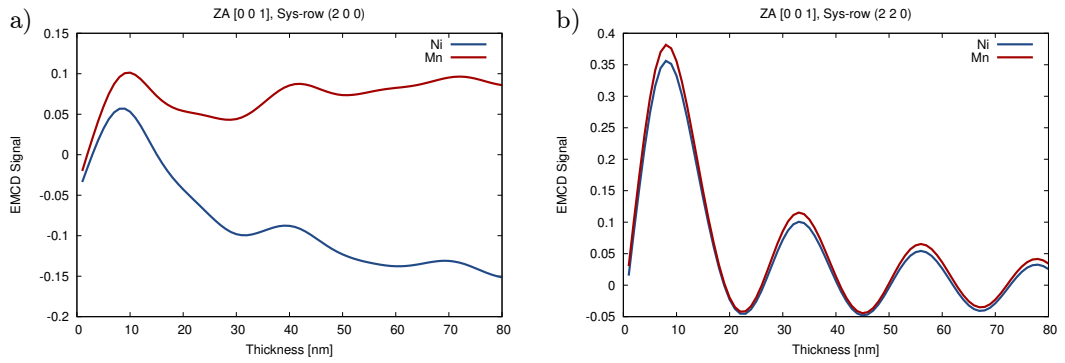 a)
ZA [0 0 1], Sys-row (2 0 0)
Ni
Mn
0.15
0.1
0.05
0
-0.05
-0.1
-0.15
-0.2
EMCD Signal
0 10 20 30 40 50 60 70 80
Thickness [nm]
b)
ZA [0 0 1], Sys-row (2 2 0)
Ni
Mn
0.4
0.35
0.3
0.25
0.2
0.15
0.1
0.05
0
-0.05
EMCD Signal
0 10 20 30 40 50 60 70 80
Thickness [nm]